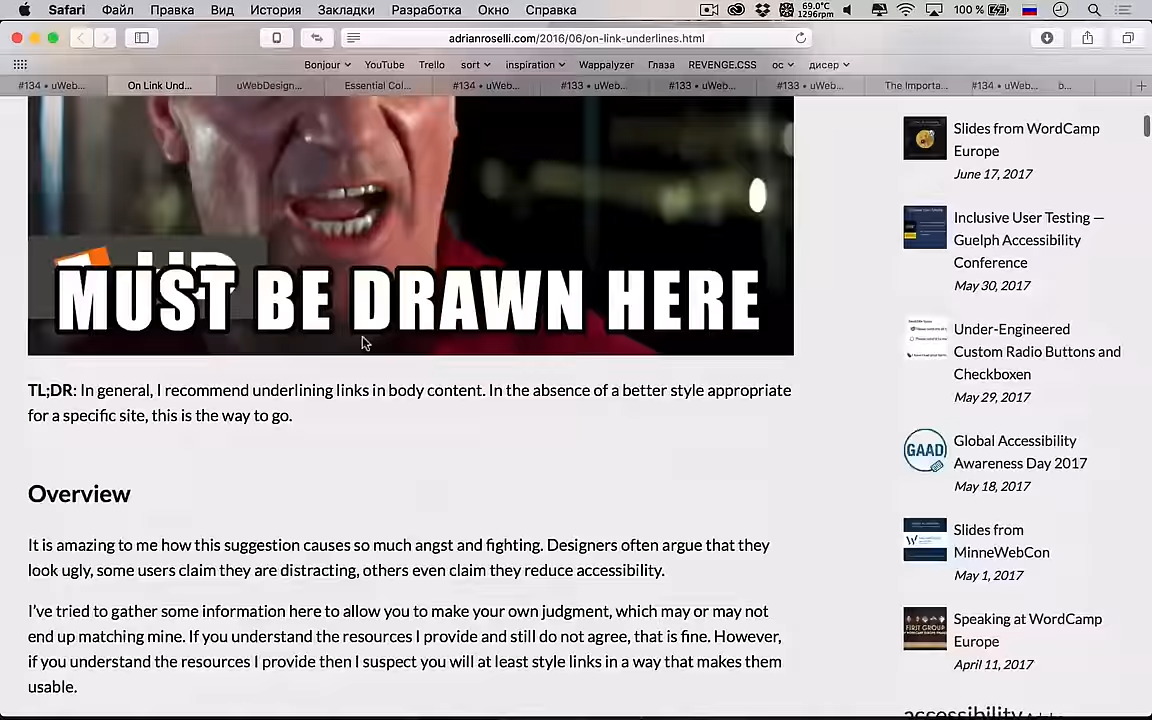 Safari Файл Правка Вид История Закладки Разработка Окно Справка 69.0°C 1296rpm 100 %
adrianroselli.com/2016/06/on-link-underlines.html
Bonjour YouTube Trello sort inspiration Wappalyzer Глаза REVENGE.CSS ос дисер
#134 • uWeb... On Link Und... uWebDesign... Essential Col... #134 • uWeb... #133 • uWeb... #133 • uWeb... #133 • uWeb... The Importa... #134 • uWeb... b...
MUST BE DRAWN HERE
TL;DR: In general, I recommend underlining links in body content. In the absence of a better style appropriate
for a specific site, this is the way to go.
Overview
It is amazing to me how this suggestion causes so much angst and fighting. Designers often argue that they
look ugly, some users claim they are distracting, others even claim they reduce accessibility.
I've tried to gather some information here to allow you to make your own judgment, which may or may not
end up matching mine. If you understand the resources I provide and still do not agree, that is fine. However,
if you understand the resources I provide then I suspect you will at least style links in a way that makes them
usable.
Slides from WordCamp
Europe
June 17, 2017
Inclusive User Testing —
Guelph Accessibility
Conference
May 30, 2017
Under-Engineered
Custom Radio Buttons and
Checkboxen
May 29, 2017
GAAD
Global Accessibility
Awareness Day 2017
May 18, 2017
Slides from
MinneWebCon
May 1, 2017
FIRST GROUP
Speaking at WordCamp
Europe
April 11, 2017
accessibility